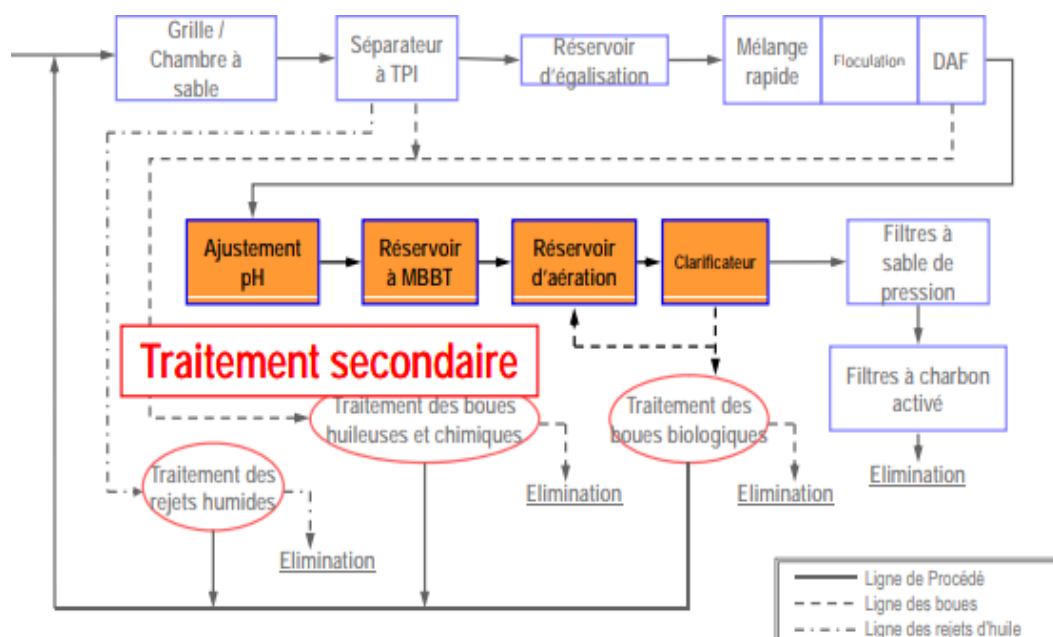 Grille /
Chambre à
sable
Séparateur
à TPI
Réservoir
d'égalisation
Mélange
rapide
Floculation
DAF
Ajustement
pH
Réservoir
à MBBT
Réservoir
d'aération
Clarificateur
Filtres à
sable de
pression
Traitement secondaire
Traitement des boues
huileuses et chimiques
Traitement des
boues biologiques
Filtres à charbon
activé
Traitement des
rejets humides
Elimination
Elimination
Elimination
Elimination
Ligne de Procédé
Ligne des boues
Ligne des rejets d'huile